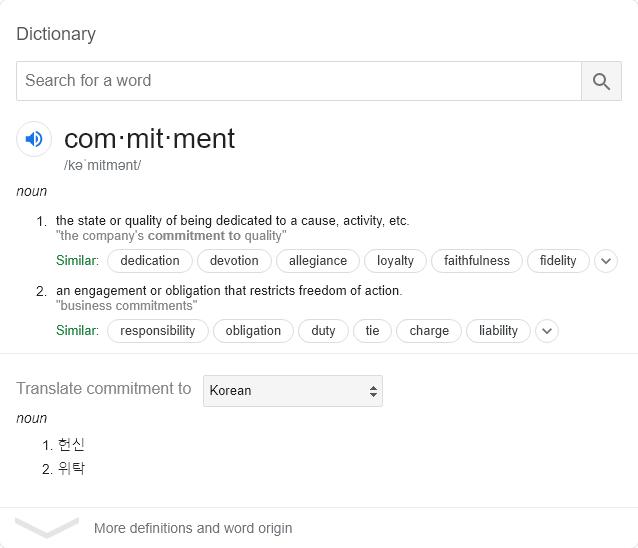 Dictionary
Search for a word
com·mit·ment
/kəˈmitmənt/
noun
1. the state or quality of being dedicated to a cause, activity, etc.
"the company's commitment to quality"
Similar: dedication devotion allegiance loyalty faithfulness fidelity
2. an engagement or obligation that restricts freedom of action.
"business commitments"
Similar: responsibility obligation duty tie charge liability
Translate commitment to Korean
noun
1. 헌신
2. 위탁
More definitions and word origin